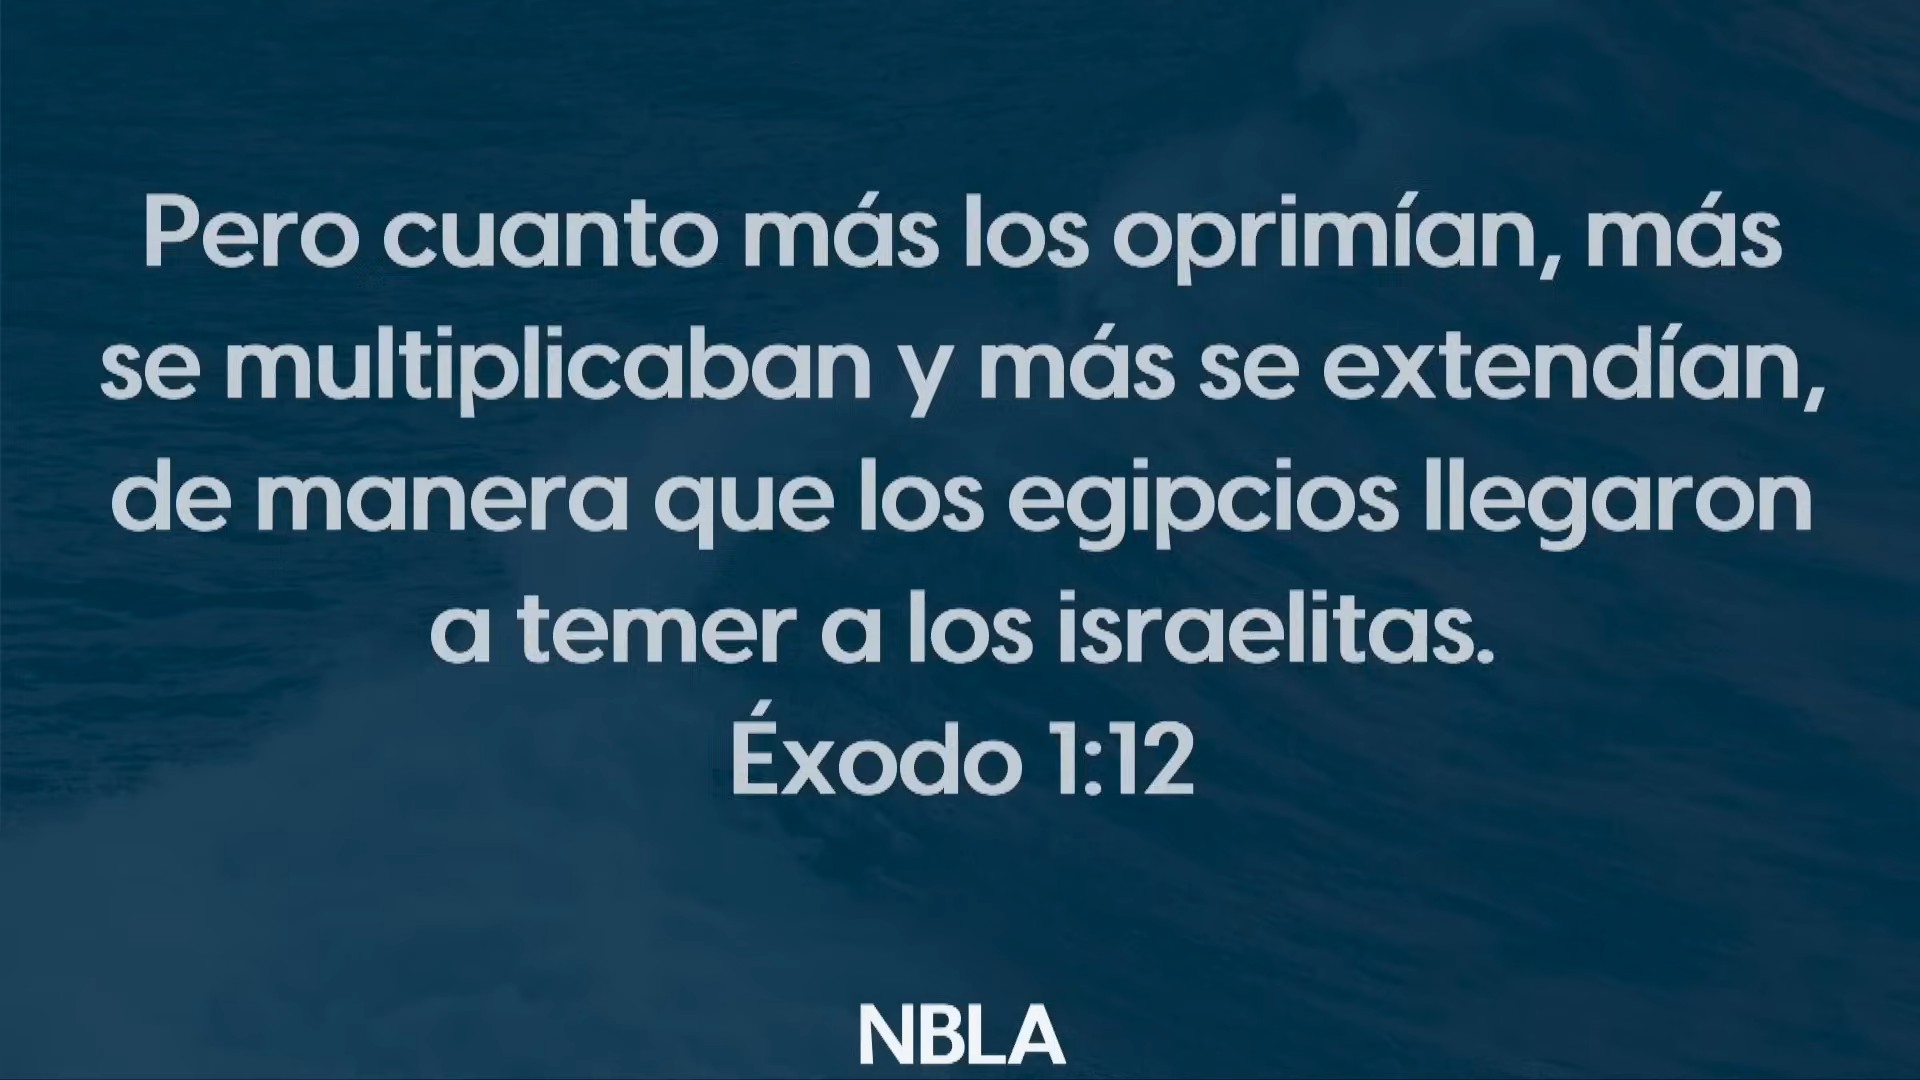 Pero cuanto más los oprimían, más
se multiplicaban y más se extendían,
de manera que los egipcios llegaron
a temer a los israelitas.
Éxodo 1:12
NBLA